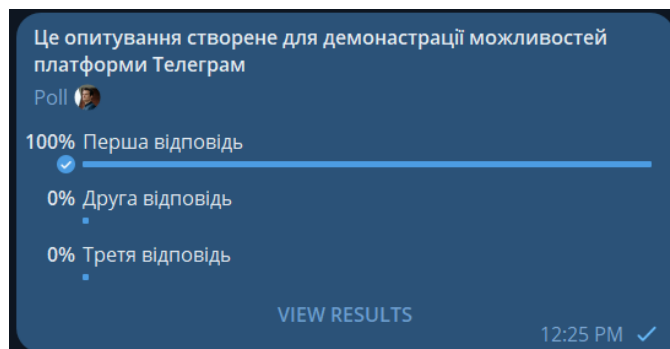 Це опитування створене для демонастрації можливостей
платформи Телеграм
Poll
100% Перша відповідь
0% Друга відповідь
0% Третя відповідь
VIEW RESULTS
12:25 PM